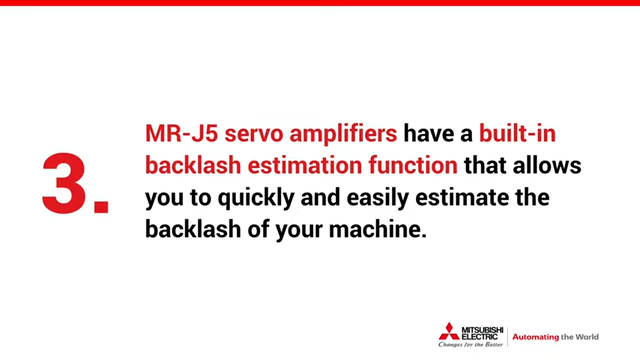 3.
MR-J5 servo amplifiers have a built-in
backlash estimation function that allows
you to quickly and easily estimate the
backlash of your machine.
MITSUBISHI
ELECTRIC
Changes for the Better
Automating the World